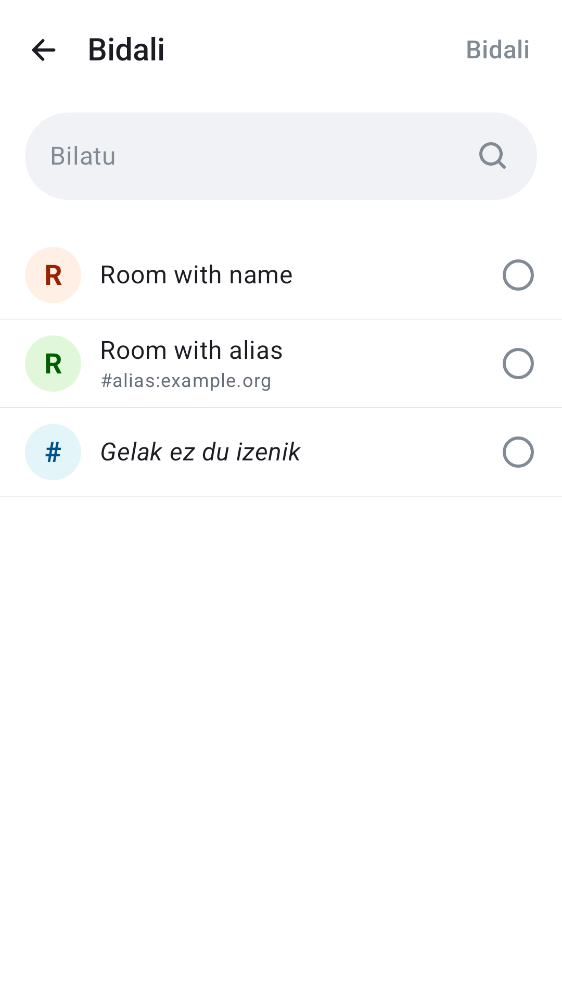 Bidali
Bidali
Bilatu
R
Room with name
R
Room with alias
#alias:example.org
#
Gelak ez du izenik